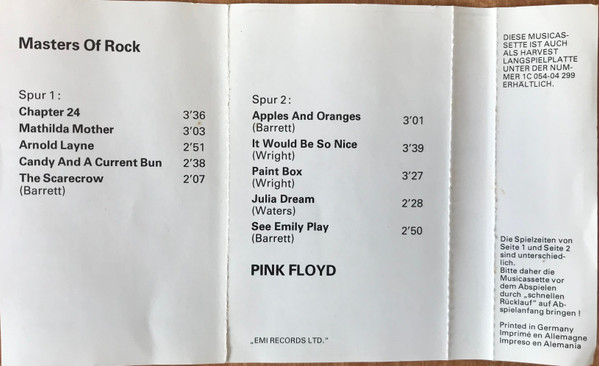 Masters Of Rock
Spur 1:
Chapter 24 3'36
Mathilda Mother 3'03
Arnold Layne 2'51
Candy And A Current Bun 2'38
The Scarecrow 2'07
(Barrett)
Spur 2:
Apples And Oranges 3'01
(Barrett)
It Would Be So Nice 3'39
(Wright)
Paint Box 3'27
(Wright)
Julia Dream 2'28
(Waters)
See Emily Play 2'50
(Barrett)
PINK FLOYD
„EMI RECORDS LTD."
DIESE MUSICAS-
SETTE IST AUCH
ALS HARVEST
LANGSPIELPLATTE
UNTER DER NUM-
MER 1C 054-04 299
ERHÄLTLICH.
Die Spielzeiten von
Seite 1 und Seite 2
sind unterschied-
lich.
Bitte daher die
Musicassette vor
dem Abspielen
durch „schnellen
Rücklauf" auf Ab-
spielanfang bringen!
Printed in Germany
Imprimé en Allemagne
Impreso en Alemania